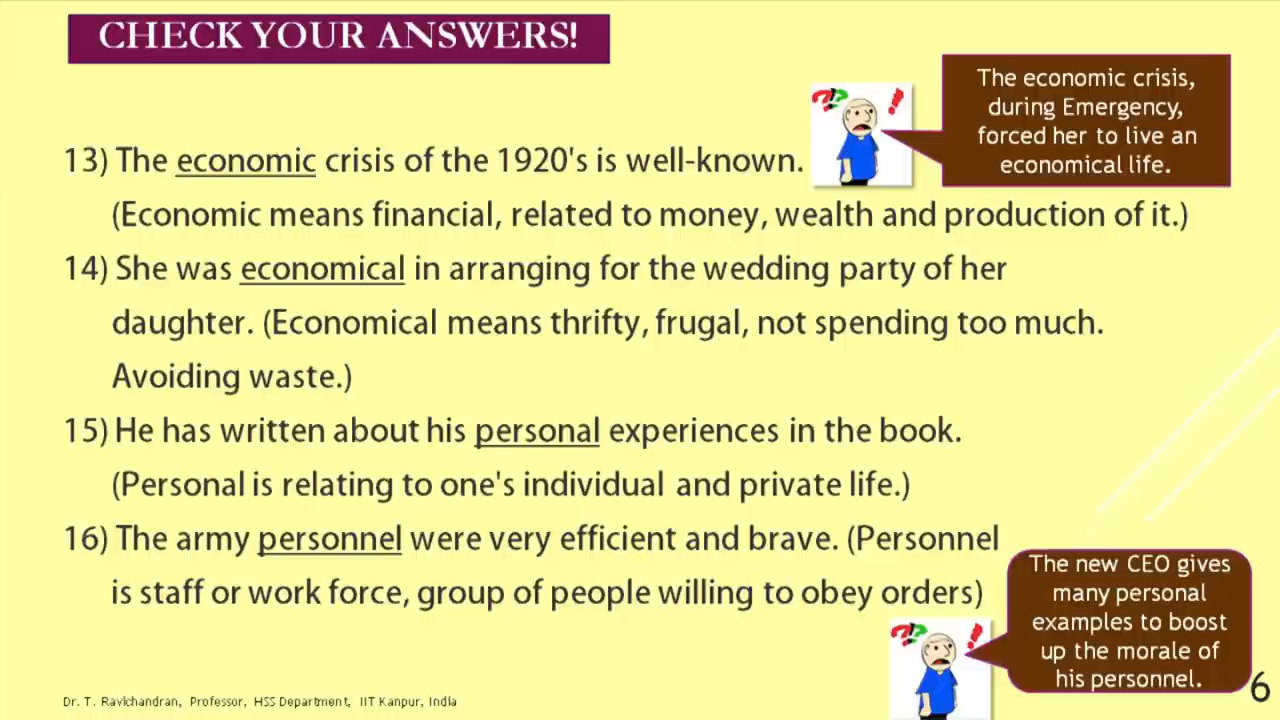 CHECK YOUR ANSWERS!
The economic crisis,
during Emergency,
forced her to live an
economical life.
13) The economic crisis of the 1920's is well-known.
(Economic means financial, related to money, wealth and production of it.)
14) She was economical in arranging for the wedding party of her
daughter. (Economical means thrifty, frugal, not spending too much.
Avoiding waste.)
15) He has written about his personal experiences in the book.
(Personal is relating to one's individual and private life.)
16) The army personnel were very efficient and brave. (Personnel
is staff or work force, group of people willing to obey orders)
The new CEO gives
many personal
examples to boost
up the morale of
his personnel.
Dr. T. Ravichandran, Professor, HSS Department, IIT Kanpur, India
6